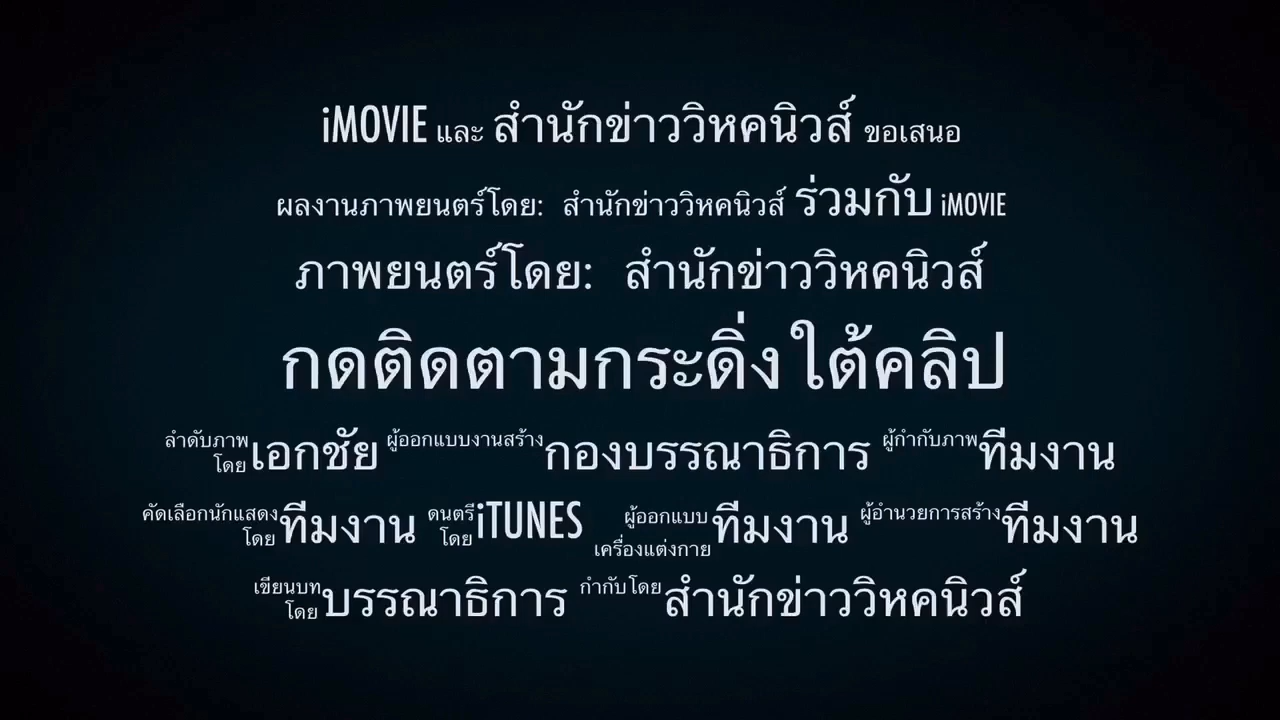 iMOVIE และ สำนักข่าววิหคนิวส์ ขอเสนอ
ผลงานภาพยนตร์โดย: สำนักข่าววิหคนิวส์ ร่วมกับ iMOVIE
ภาพยนตร์โดย: สำนักข่าววิหคนิวส์
กดติดตามกระดิ่ง ใต้คลิป
ลำดับภาพโดย เอกชัย ผู้ออกแบบงานสร้าง กองบรรณาธิการ ผู้กำกับภาพ ทีมงาน
คัดเลือกนักแสดงโดย ทีมงาน ดนตรีโดย iTUNES ผู้ออกแบบเครื่องแต่งกาย ทีมงาน ผู้อำนวยการสร้าง ทีมงาน
เขียนบทโดย บรรณาธิการ กำกับโดย สำนักข่าววิหคนิวส์